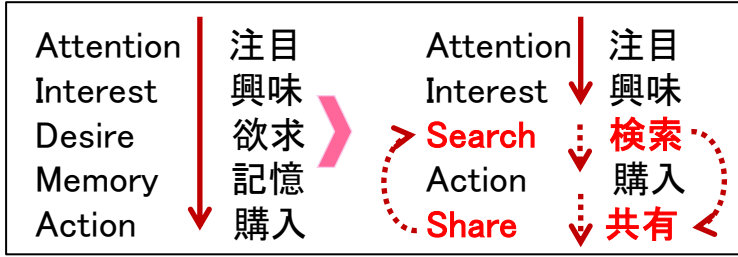 Attention 注目
Interest 興味
Desire 欲求
Memory 記憶
Action 購入
Attention 注目
Interest 興味
Search 検索
Action 購入
Share 共有